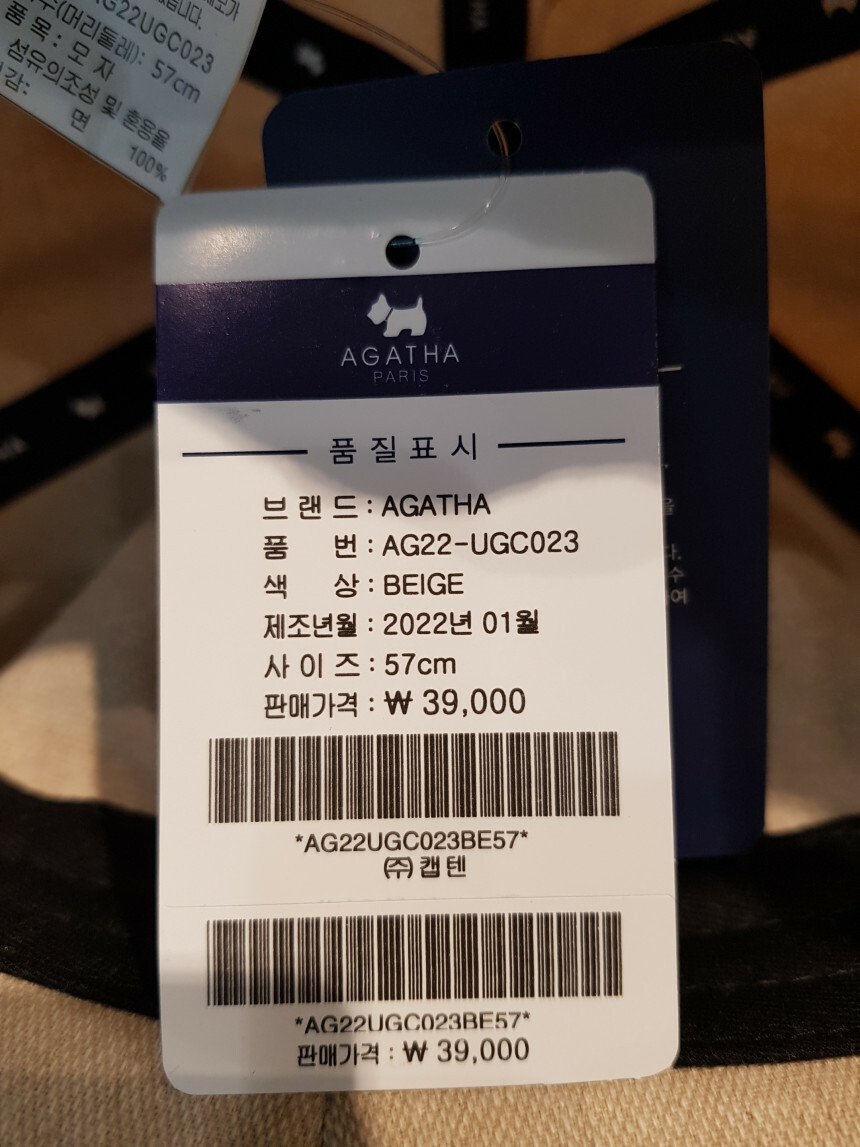 AG22UGC023
(머리둘레): 57cm
품 목 : 모 자
섬유의조성 및 혼용율
감:
면
100%
AGATHA
PARIS
품질표시
브 랜 드 : AGATHA
품 번 : AG22-UGC023
색 상 : BEIGE
제조년월 : 2022년 01월
사 이 즈 : 57cm
판매가격 : ₩ 39,000
*AG22UGC023BE57*
㈜ 캡텐
*AG22UGC023BE57*
판매가격 : ₩ 39,000